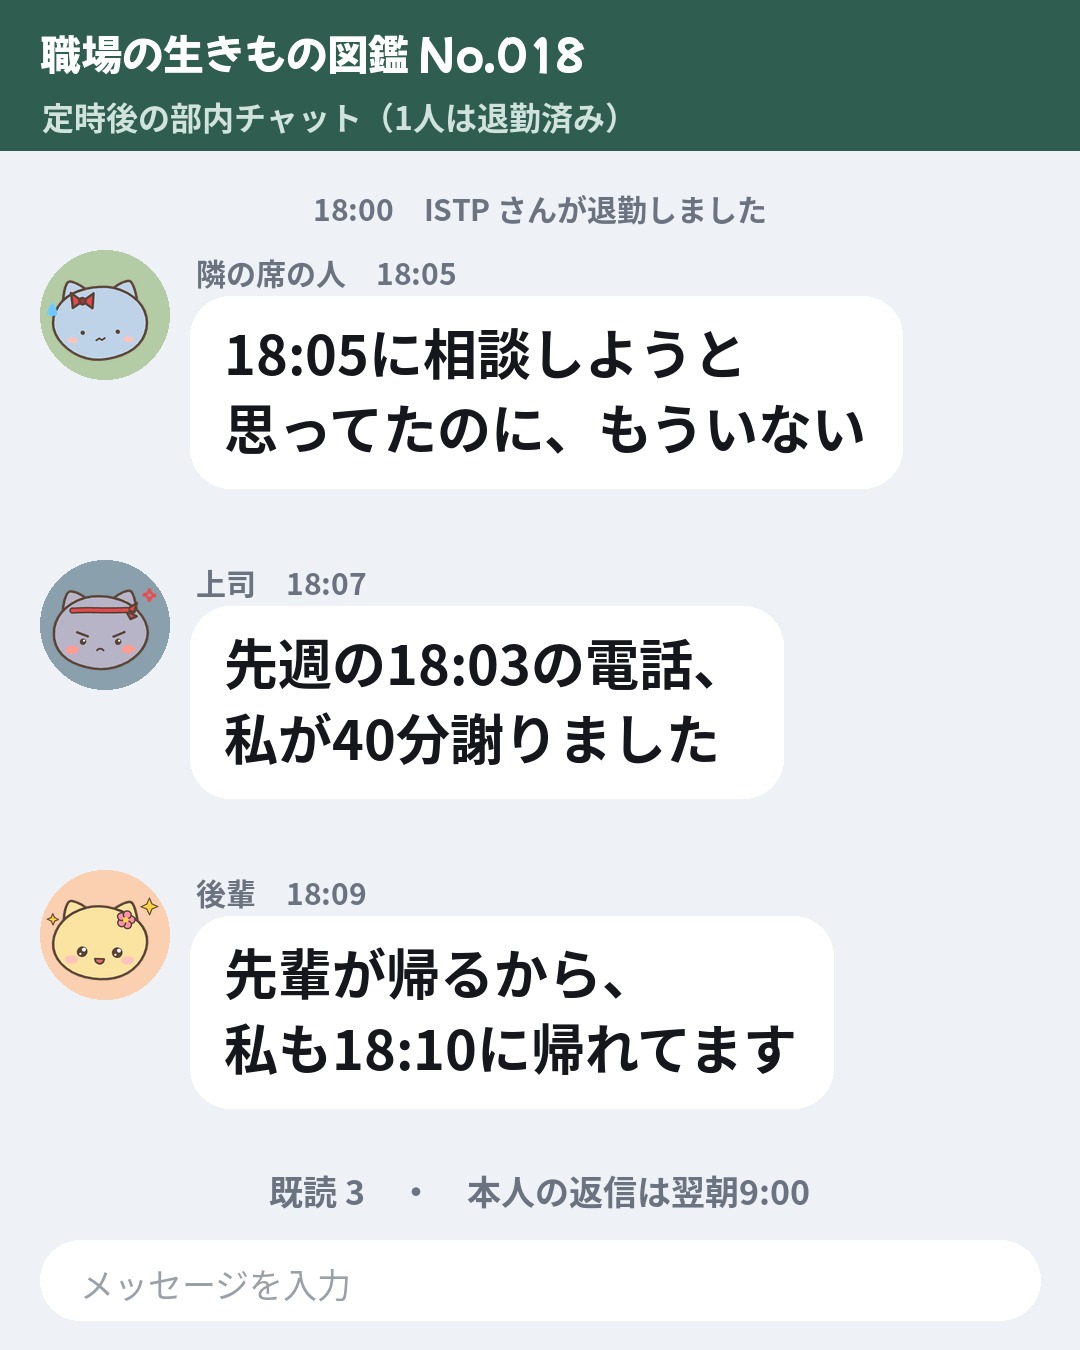 職場の生きもの図鑑 No.018
定時後の部内チャット（1人は退勤済み）
18:00　ISTP さんが退勤しました
隣の席の人　18:05
18:05に相談しようと
思ってたのに、もういない
上司　18:07
先週の18:03の電話、
私が40分謝りました
後輩　18:09
先輩が帰るから、
私も18:10に帰れてます
既読 3　・　本人の返信は翌朝9:00
メッセージを入力